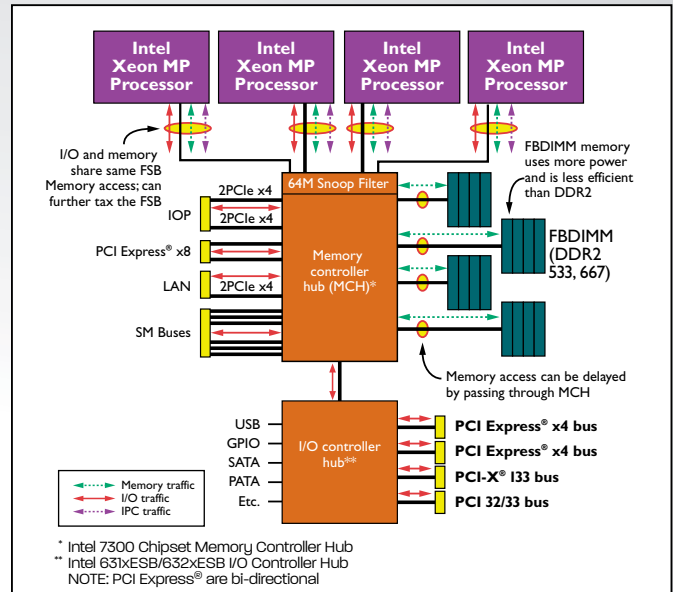 Intel
Xeon MP
Processor
Intel
Xeon MP
Processor
Intel
Xeon MP
Processor
Intel
Xeon MP
Processor
I/O and memory
share same FSB
Memory access; can
further tax the FSB
FBDIMM memory
uses more power
and is less efficient
than DDR2
64M Snoop Filter
2PCIe x4
IOP
2PCIe x4
PCI Express® x8
LAN
2PCIe x4
SM Buses
Memory
controller
hub (MCH)*
FBDIMM
(DDR2
533, 667)
Memory access can be delayed
by passing through MCH
USB
GPIO
SATA
PATA
Etc.
I/O controller
hub**
PCI Express® x4 bus
PCI Express® x4 bus
PCI-X® 133 bus
PCI 32/33 bus
Memory traffic
I/O traffic
IPC traffic
* Intel 7300 Chipset Memory Controller Hub
** Intel 631xESB/632xESB I/O Controller Hub
NOTE: PCI Express® are bi-directional